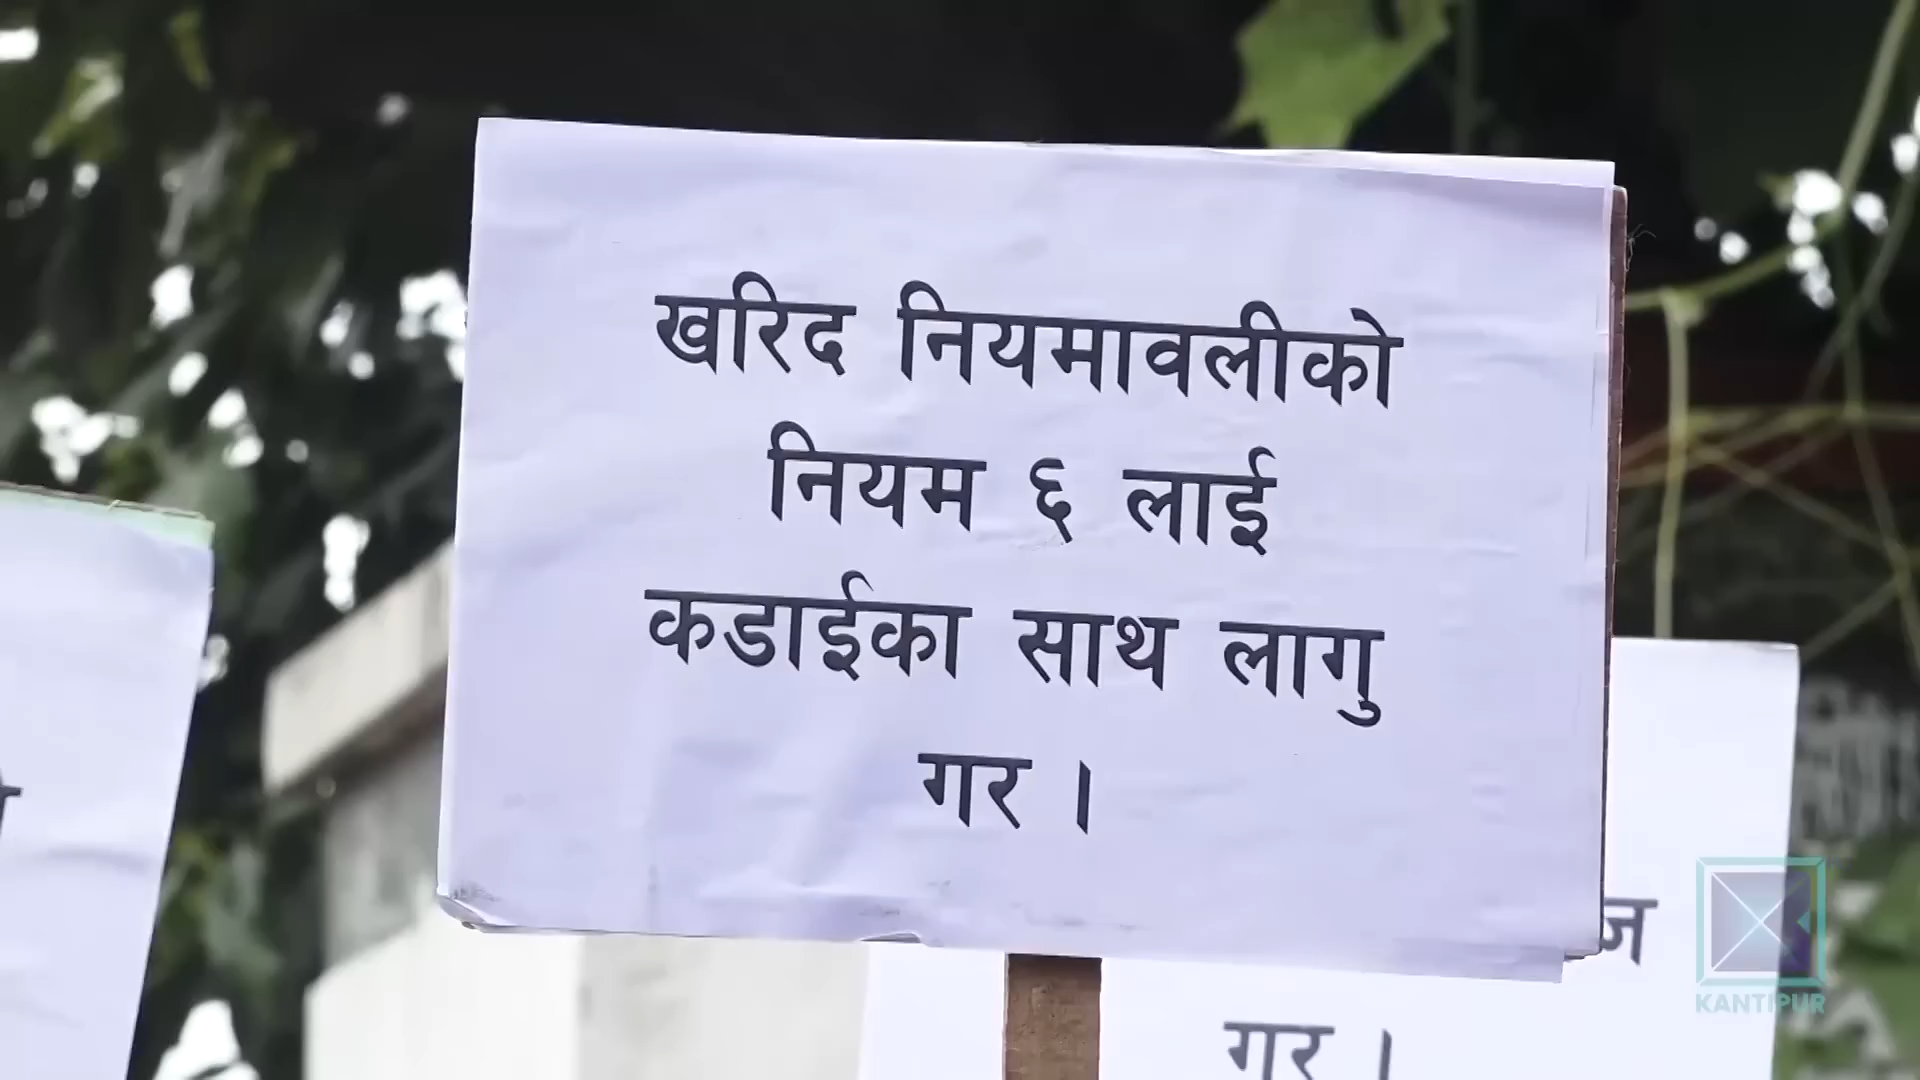 खरिद नियमावलीको
नियम ६ लाई
कडाईका साथ लागु
गर ।
ज
गर ।
KANTIPUR